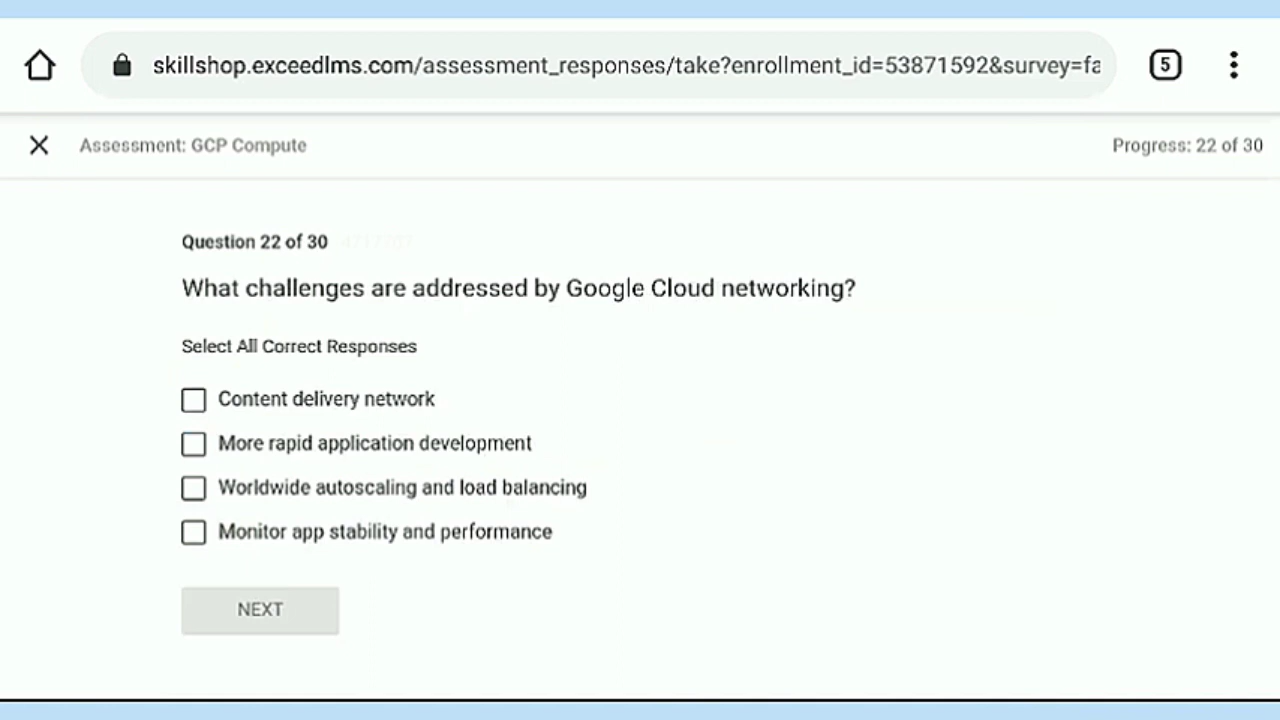 skillshop.exceedlms.com/assessment_responses/take?enrollment_id=53871592&survey=fa
5
Assessment: GCP Compute
Progress: 22 of 30
Question 22 of 30
What challenges are addressed by Google Cloud networking?
Select All Correct Responses
Content delivery network
More rapid application development
Worldwide autoscaling and load balancing
Monitor app stability and performance
NEXT